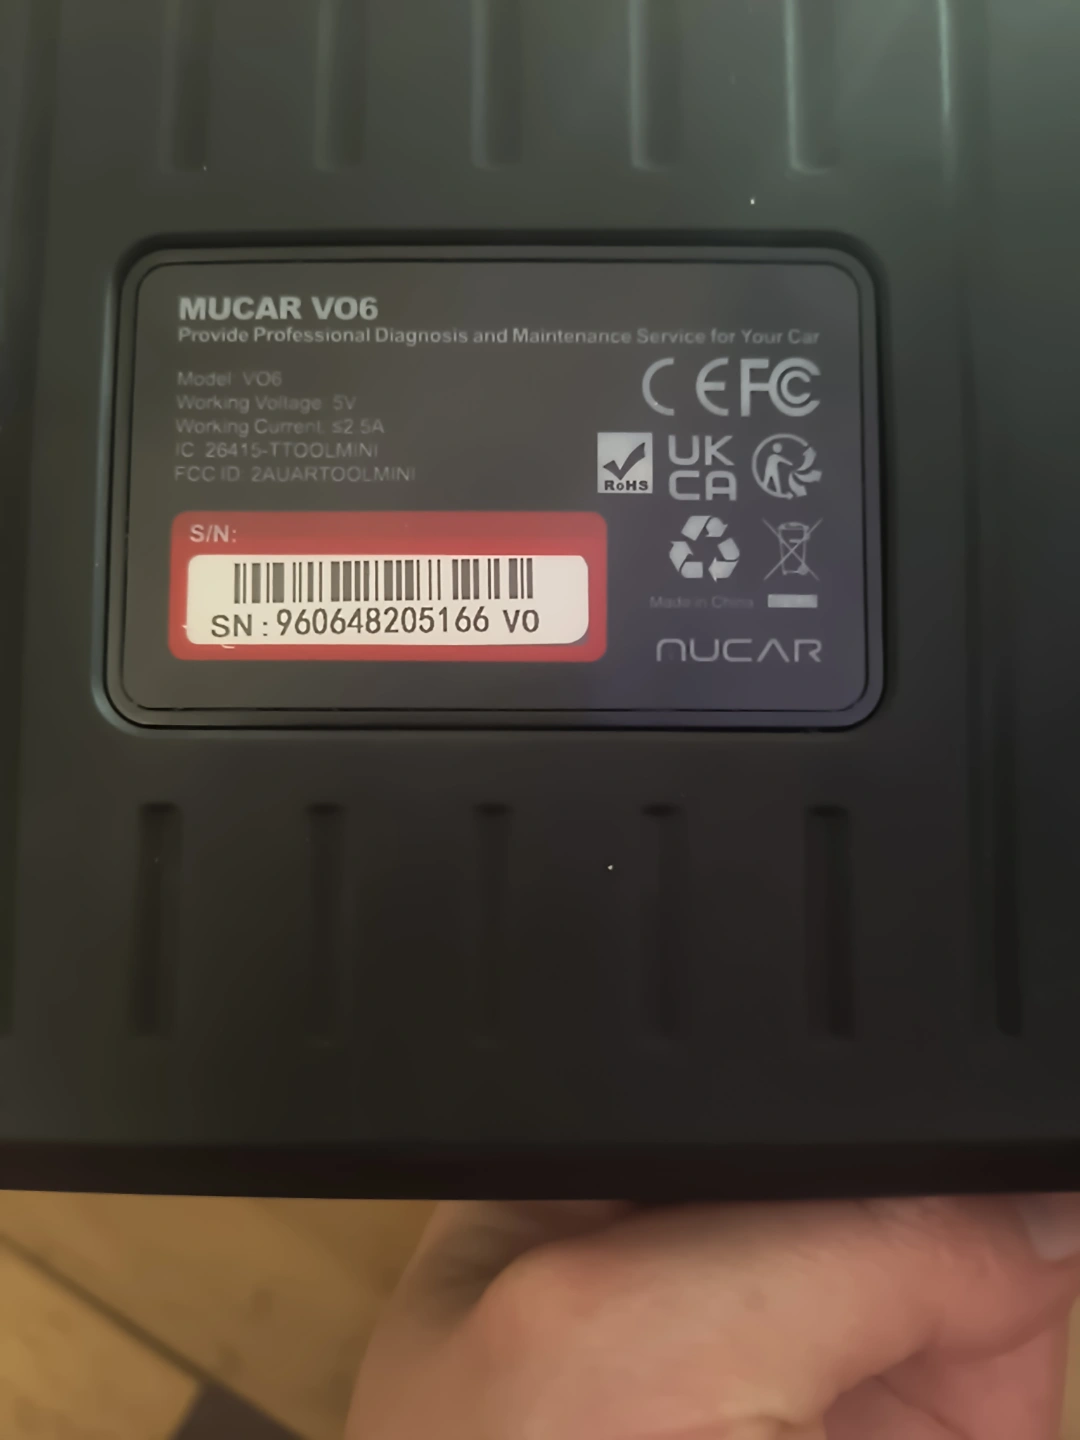 MUCAR VO6
Provide Professional Diagnosis and Maintenance Service for Your Car
Model: VO6
Working Voltage: 5V
Working Current: ≤2.5A
IC: 26415-TTOOLMINI
FCC ID: 2AUARTOOLMINI
CE FC
RoHS
UK
CA
S/N:
SN:960648205166 VO
Made in China
MUCAR